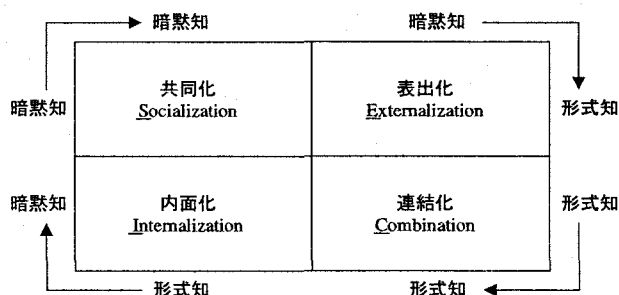 暗黙知
暗黙知
暗黙知
共同化
Socialization
表出化
Externalization
形式知
暗黙知
内面化
Internalization
連結化
Combination
形式知
形式知
形式知